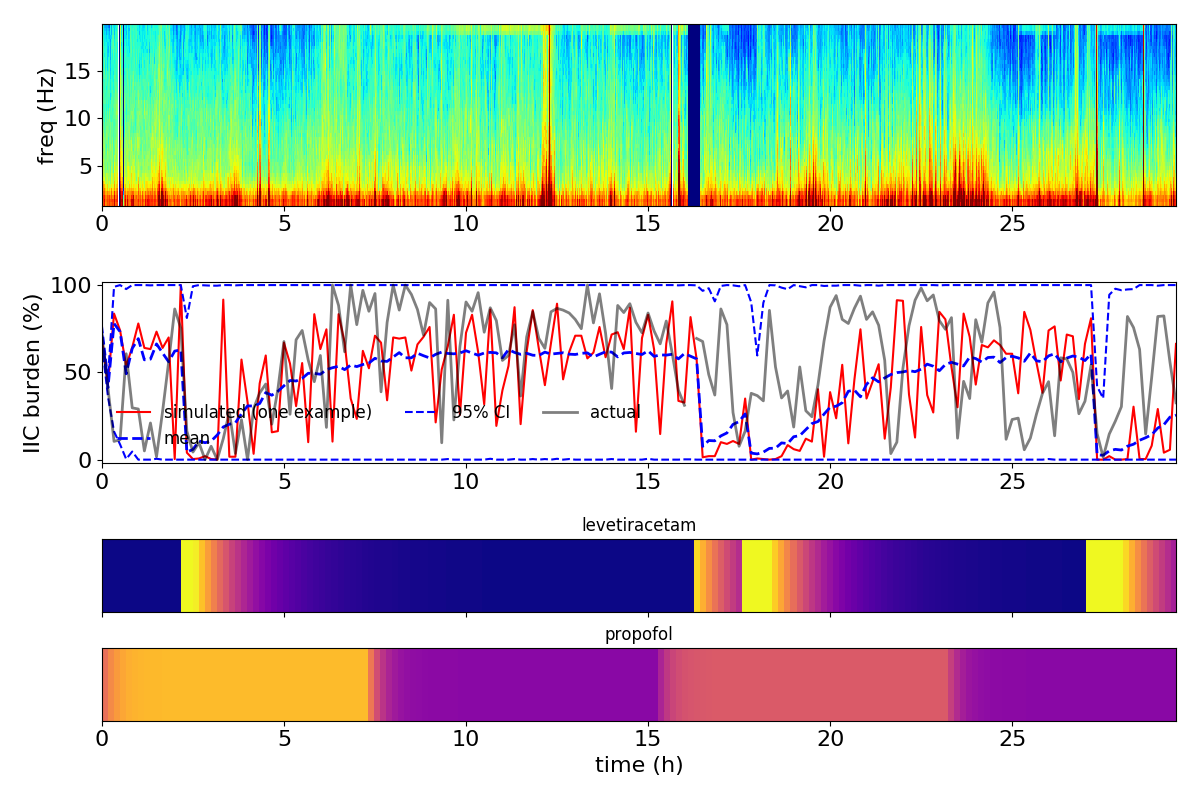 freq (Hz)
15
10
5
0 5 10 15 20 25
IIC burden (%)
100
50
0
simulated (one example) 95% CI actual
mean
0 5 10 15 20 25
levetiracetam
propofol
0 5 10 15 20 25
time (h)